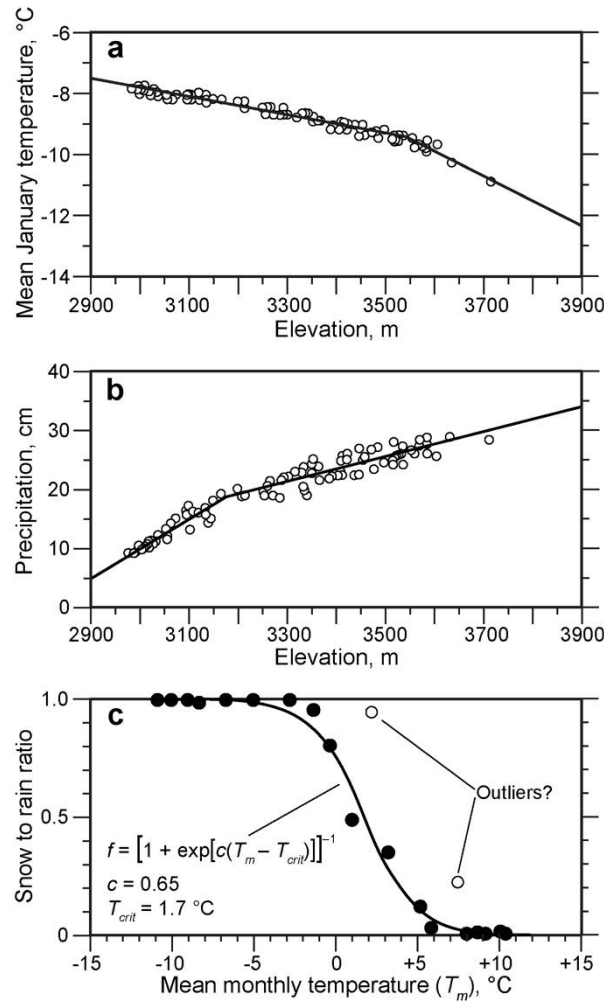 a
Mean January temperature, °C
-6
-8
-10
-12
-14
2900 3100 3300 3500 3700 3900
Elevation, m
b
Precipitation, cm
40
30
20
10
0
2900 3100 3300 3500 3700 3900
Elevation, m
c
Snow to rain ratio
1.0
0.5
0
Outliers?
f = [1 + exp[c(Tm – Tcrit)]]⁻¹
c = 0.65
Tcrit = 1.7 °C
-15 -10 -5 0 +5 +10 +15
Mean monthly temperature (Tm), °C